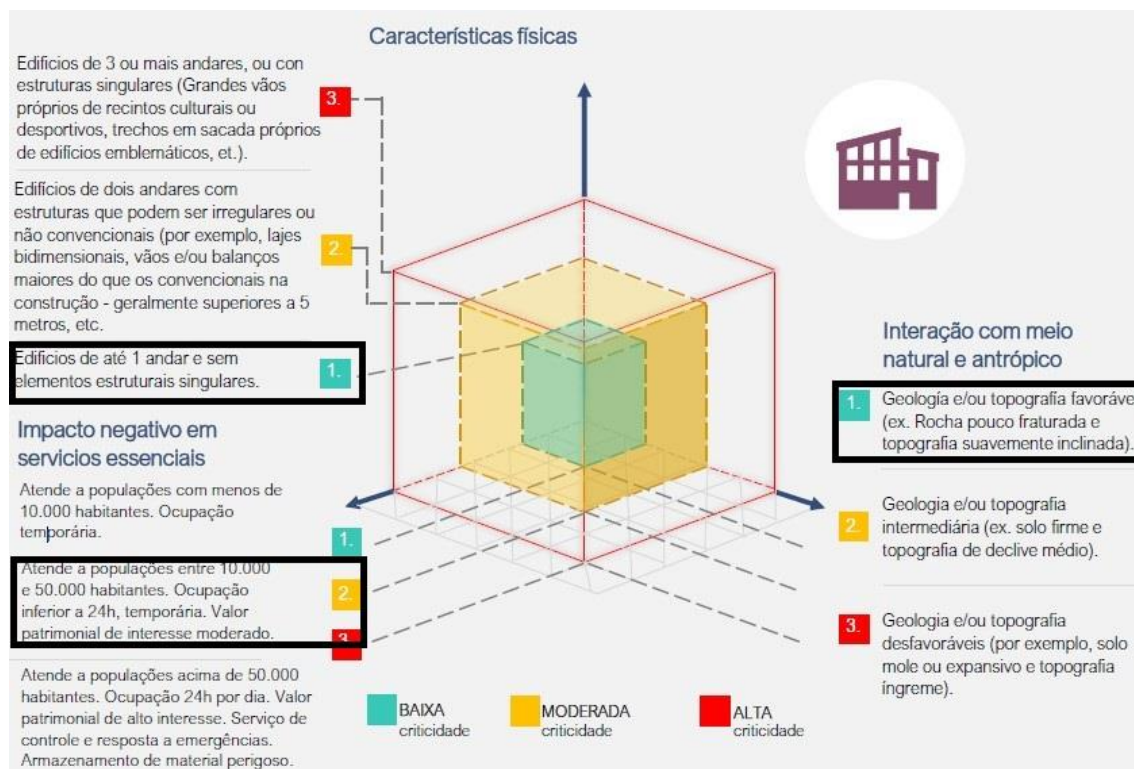 Características físicas
Edifícios de 3 ou mais andares, ou con
estruturas singulares (Grandes vãos
próprios de recintos culturais ou
desportivos, trechos em sacada próprios
de edifícios emblemáticos, et.).
3.
Edifícios de dois andares com
estruturas que podem ser irregulares ou
não convencionais (por exemplo, lajes
bidimensionais, vãos e/ou balanços
maiores do que os convencionais na
construção - geralmente superiores a 5
metros, etc.
2.
Edifícios de até 1 andar e sem
elementos estruturais singulares.
1.
Impacto negativo em
servicios essenciais
Atende a populações com menos de
10.000 habitantes. Ocupação
temporária.
1.
Atende a populações entre 10.000
e 50.000 habitantes. Ocupação
inferior a 24h, temporária. Valor
patrimonial de interesse moderado.
2.
3.
Atende a populações acima de 50.000
habitantes. Ocupação 24h por dia. Valor
patrimonial de alto interesse. Serviço de
controle e resposta a emergências.
Armazenamento de material perigoso.
Interação com meio
natural e antrópico
1.
Geologia e/ou topografia favoráve
(ex. Rocha pouco fraturada e
topografia suavemente inclinada).
2.
Geologia e/ou topografia
intermediária (ex. solo firme e
topografia de declive médio).
3.
Geologia e/ou topografia
desfavoráveis (por exemplo, solo
mole ou expansivo e topografia
íngreme).
BAIXA
criticidade
MODERADA
criticidade
ALTA
criticidade